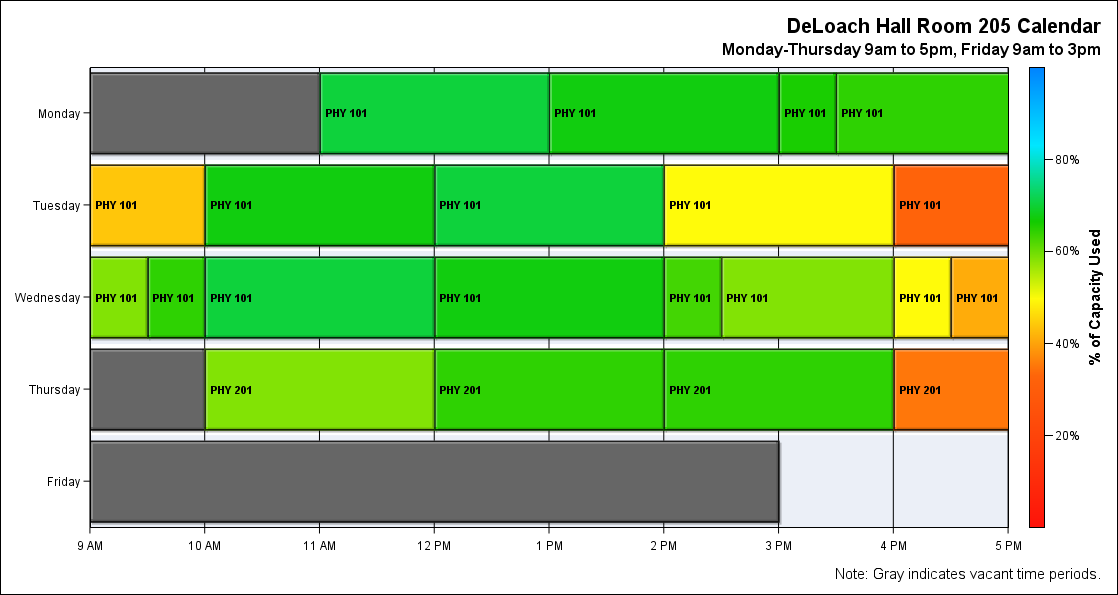 DeLoach Hall Room 205 Calendar
Monday-Thursday 9am to 5pm, Friday 9am to 3pm
Monday PHY 101 PHY 101 PHY 101 PHY 101
80%
Tuesday PHY 101 PHY 101 PHY 101 PHY 101 PHY 101
60%
Wednesday PHY 101 PHY 101 PHY 101 PHY 101 PHY 101 PHY 101 PHY 101 PHY 101
% of Capacity Used
40%
Thursday PHY 201 PHY 201 PHY 201 PHY 201
20%
Friday
9 AM 10 AM 11 AM 12 PM 1 PM 2 PM 3 PM 4 PM 5 PM
Note: Gray indicates vacant time periods.